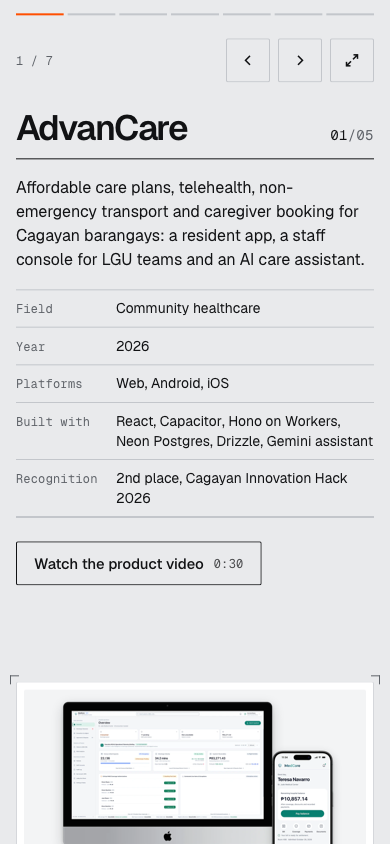 1 / 7
AdvanCare
01/05
Affordable care plans, telehealth, non-
emergency transport and caregiver booking for
Cagayan barangays: a resident app, a staff
console for LGU teams and an AI care assistant.
Field Community healthcare
Year 2026
Platforms Web, Android, iOS
Built with React, Capacitor, Hono on Workers,
Neon Postgres, Drizzle, Gemini assistant
Recognition 2nd place, Cagayan Innovation Hack
2026
Watch the product video 0:30
Teresa Navarro
₱10,857.14